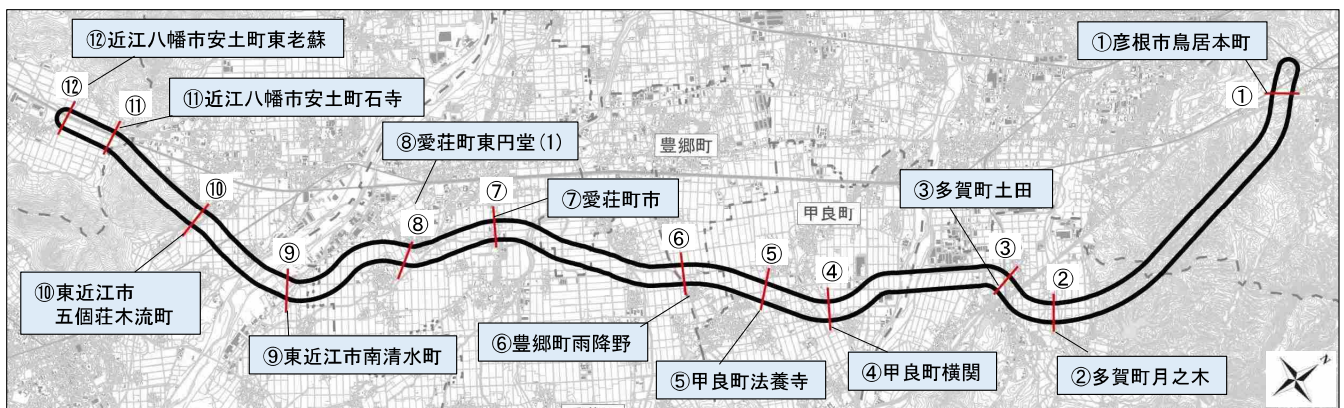 ⑫近江八幡市安土町東老蘇
①彦根市鳥居本町
⑫
⑪
⑪近江八幡市安土町石寺
①
⑧愛荘町東円堂(1)
豊郷町
③多賀町土田
⑩
⑦
⑦愛荘町市
甲良町
⑨
⑧
⑥
⑤
④
③
②
⑩東近江市
五個荘木流町
⑨東近江市南清水町
⑥豊郷町雨降野
⑤甲良町法養寺
④甲良町横関
②多賀町月之木
N